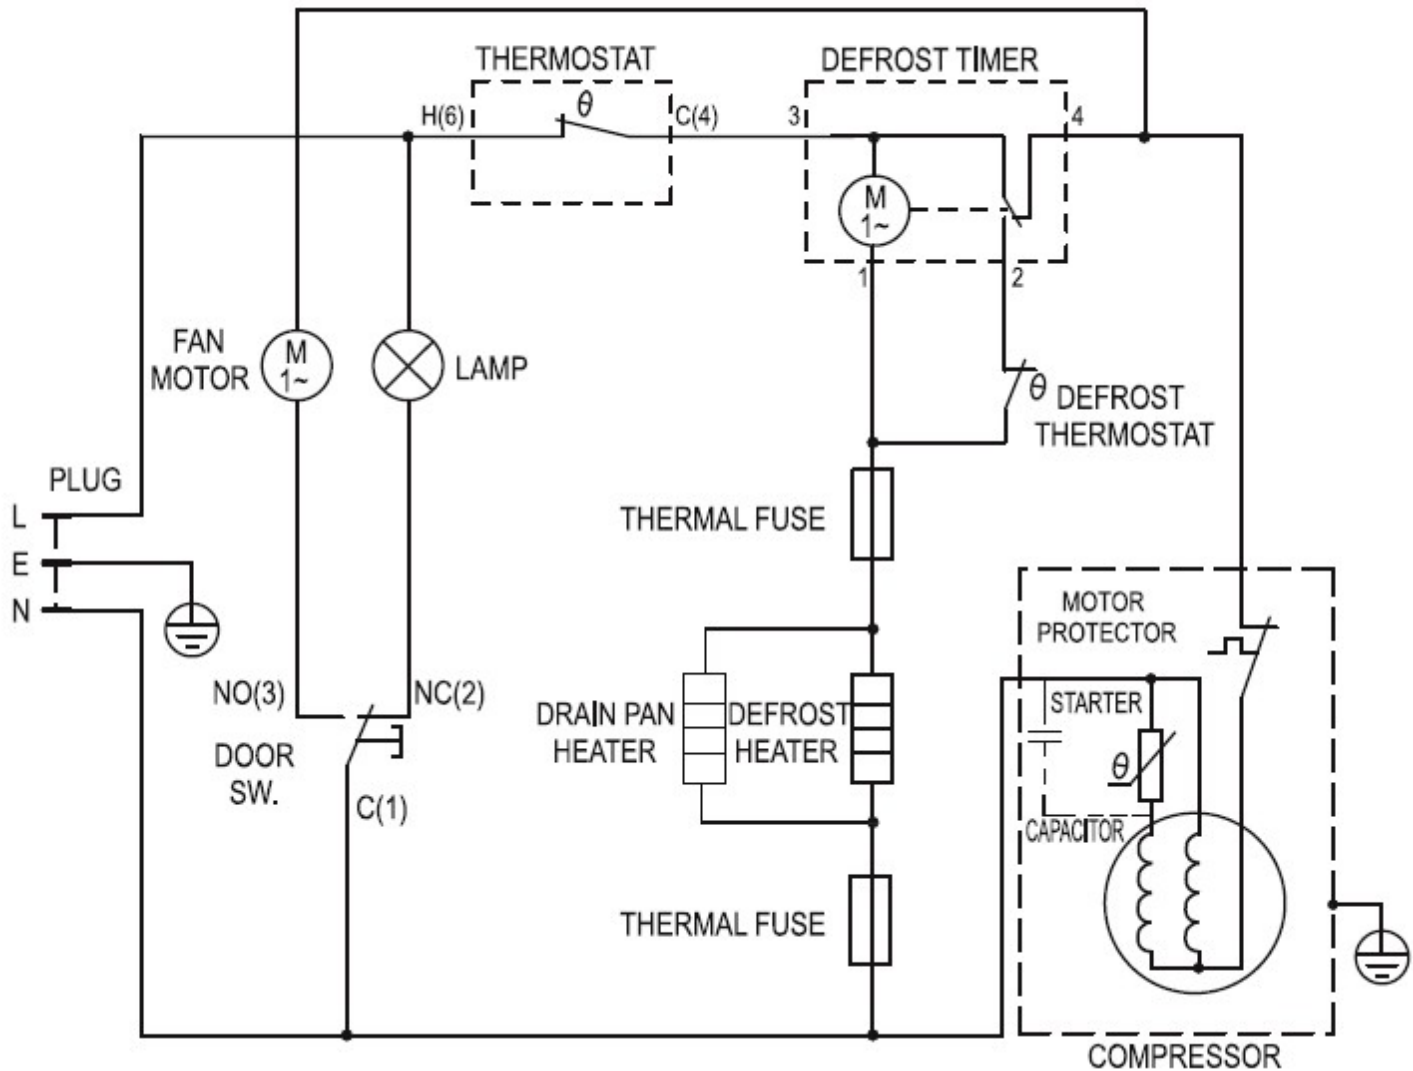 THERMOSTAT
DEFROST TIMER
H(6)
θ
C(4)
3
4
M
1~
1
2
FAN
MOTOR
M
1~
LAMP
θ
DEFROST
THERMOSTAT
PLUG
L
E
N
THERMAL FUSE
MOTOR
PROTECTOR
NO(3)
NC(2)
DOOR
SW.
C(1)
DRAIN PAN
HEATER
DEFROST
HEATER
STARTER
θ
CAPACITOR
THERMAL FUSE
COMPRESSOR